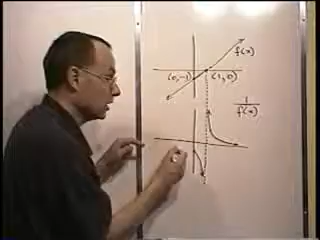 f(x)
(0,-1) (1,0)
1
f(x)